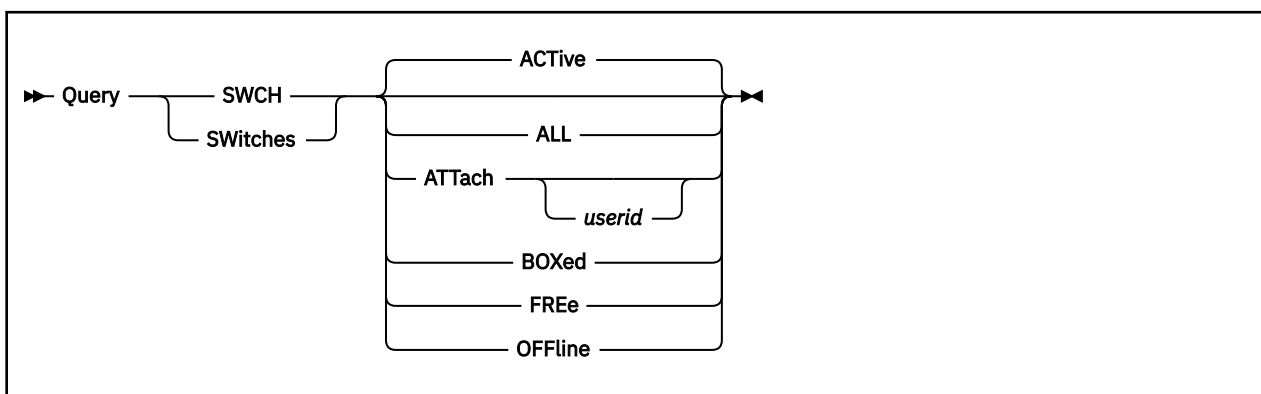 ACTive
Query SWCH
SWitches
ALL
ATTach
userid
BOXed
FREe
OFFline